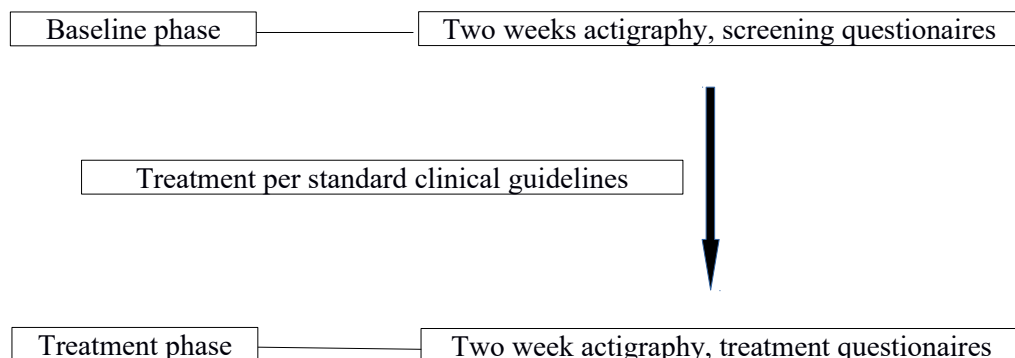 Baseline phase
Two weeks actigraphy, screening questionaires
Treatment per standard clinical guidelines
Treatment phase
Two week actigraphy, treatment questionaires